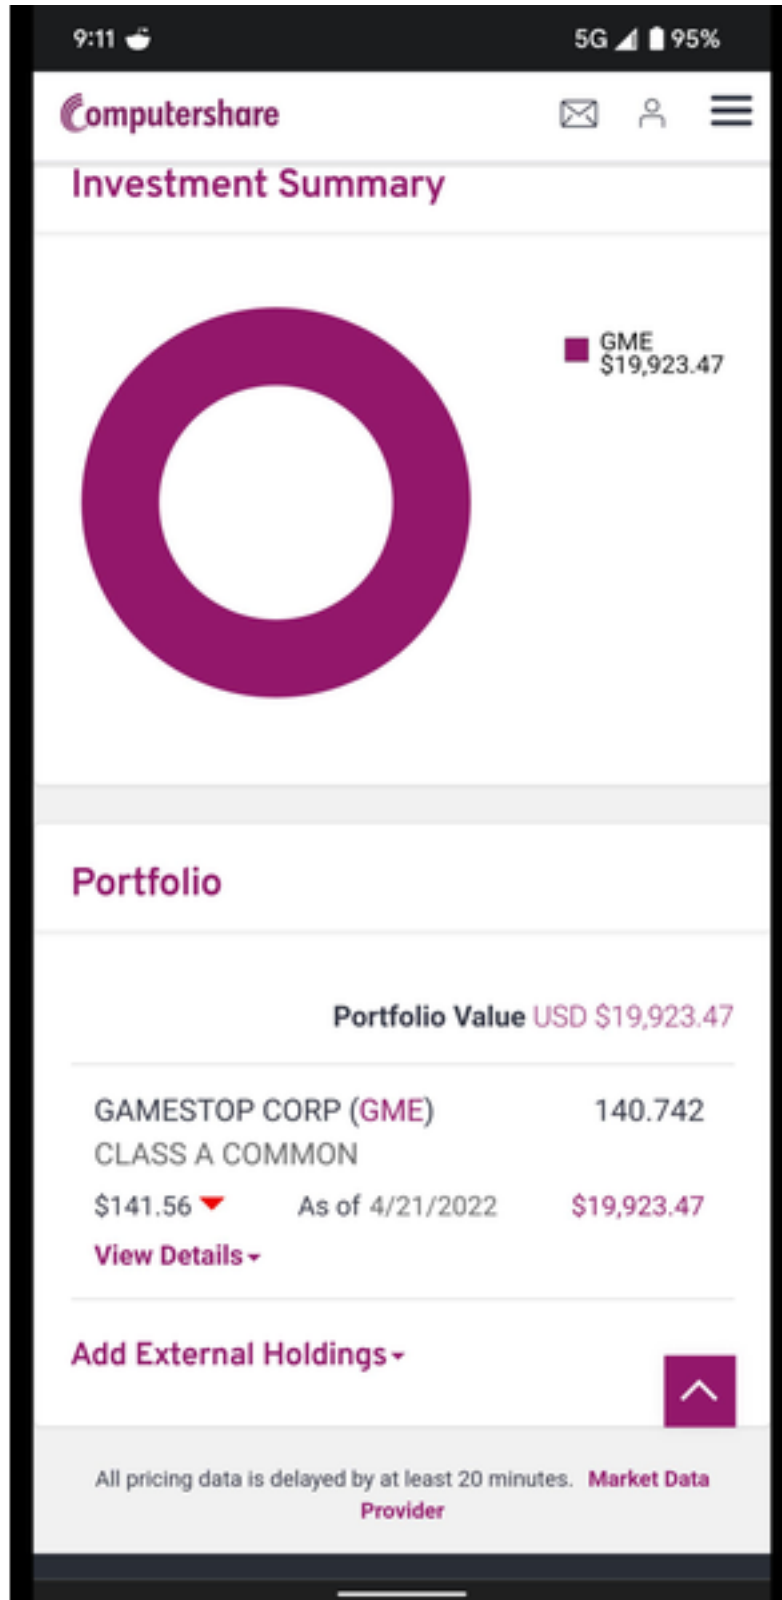 9:11 5G 95%
Computershare
Investment Summary
GME
$19,923.47
Portfolio
Portfolio Value USD $19,923.47
GAMESTOP CORP (GME) 140.742
CLASS A COMMON
$141.56 As of 4/21/2022 $19,923.47
View Details
Add External Holdings
All pricing data is delayed by at least 20 minutes. Market Data
Provider